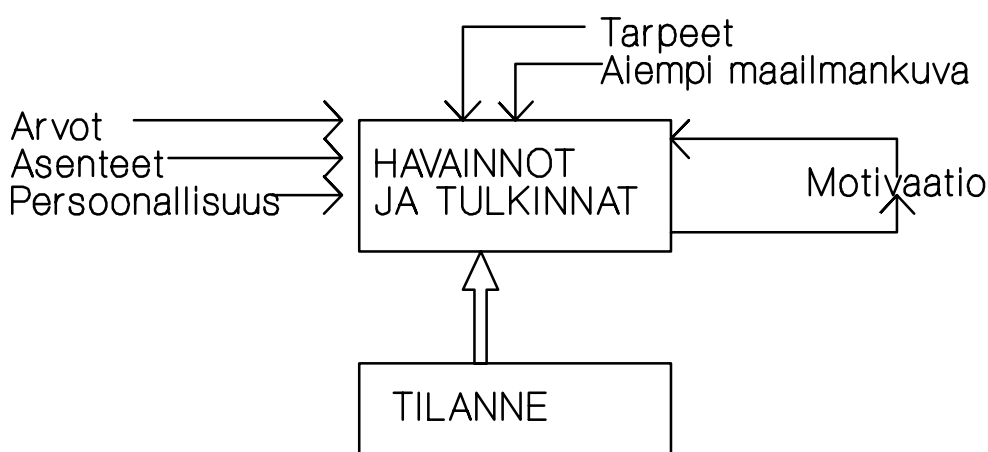 Tarpeet
Aiempi maailmankuva
Arvot
Asenteet
Persoonallisuus
HAVAINNOT
JA TULKINNAT
Motivaatio
TILANNE